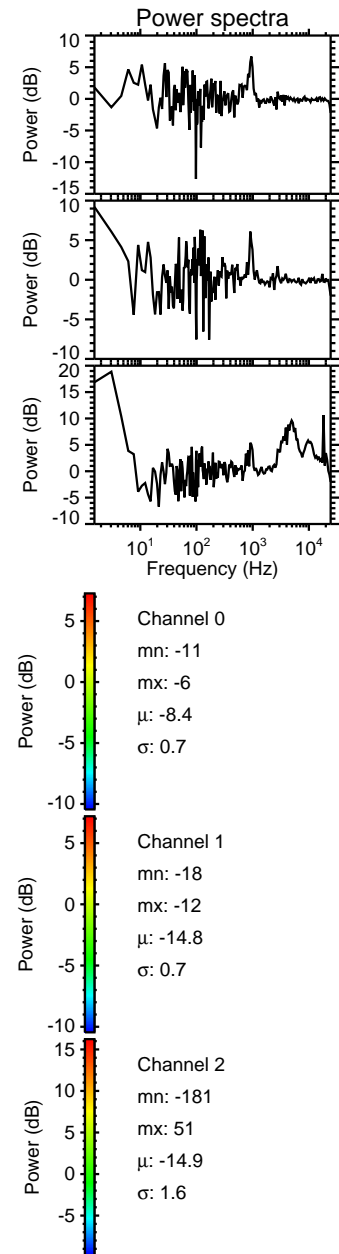 Power spectra
10
5
0
-5
-10
-15
Power (dB)
10
5
0
-5
-10
Power (dB)
20
15
10
5
0
-5
-10
Power (dB)
10¹ 10² 10³ 10⁴
Frequency (Hz)
5
0
-5
-10
Power (dB)
Channel 0
mn: -11
mx: -6
μ: -8.4
σ: 0.7
5
0
-5
-10
Power (dB)
Channel 1
mn: -18
mx: -12
μ: -14.8
σ: 0.7
15
10
5
0
-5
Power (dB)
Channel 2
mn: -181
mx: 51
μ: -14.9
σ: 1.6